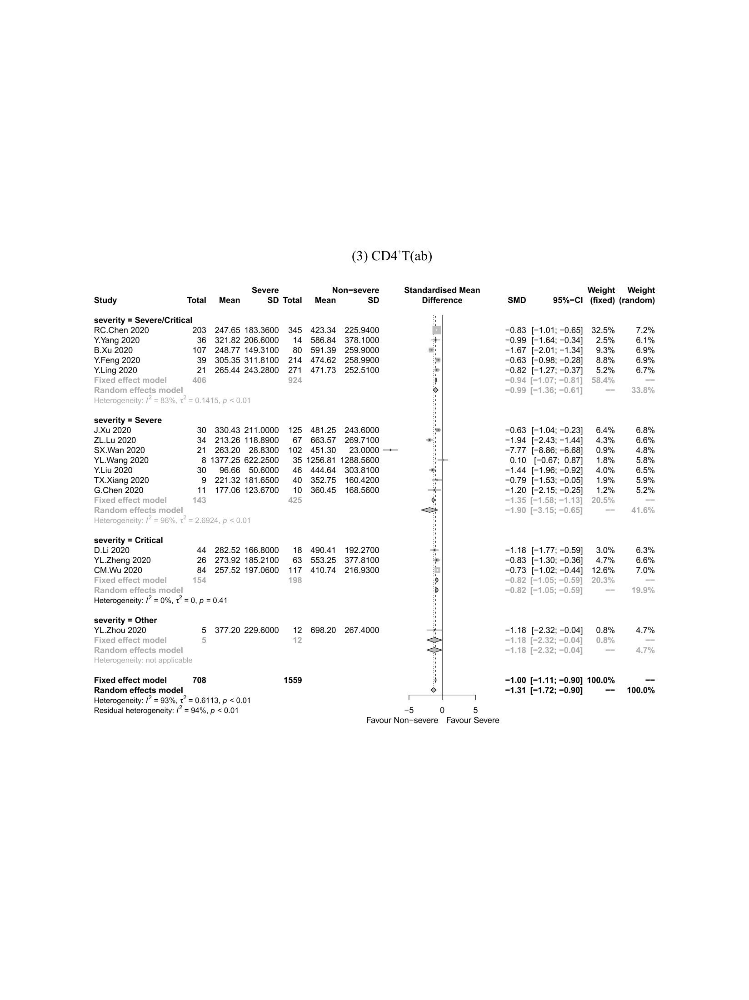 (3) CD4+T(ab)
Severe Non−severe Standardised Mean Weight Weight
Study Total Mean SD Total Mean SD Difference SMD 95%−CI (fixed) (random)
severity = Severe/Critical
RC.Chen 2020 203 247.65 183.3600 345 423.34 225.9400 −0.83 [−1.01; −0.65] 32.5% 7.2%
Y.Yang 2020 36 321.82 206.6000 14 586.84 378.1000 −0.99 [−1.64; −0.34] 2.5% 6.1%
B.Xu 2020 107 248.77 149.3100 80 591.39 259.9000 −1.67 [−2.01; −1.34] 9.3% 6.9%
Y.Feng 2020 39 305.35 311.8100 214 474.62 258.9900 −0.63 [−0.98; −0.28] 8.8% 6.9%
Y.Ling 2020 21 265.44 243.2800 271 471.73 252.5100 −0.82 [−1.27; −0.37] 5.2% 6.7%
Fixed effect model 406 924 −0.94 [−1.07; −0.81] 58.4% −−
Random effects model −0.99 [−1.36; −0.61] −− 33.8%
Heterogeneity: I² = 83%, τ² = 0.1415, p < 0.01
severity = Severe
J.Xu 2020 30 330.43 211.0000 125 481.25 243.6000 −0.63 [−1.04; −0.23] 6.4% 6.8%
ZL.Lu 2020 34 213.26 118.8900 67 663.57 269.7100 −1.94 [−2.43; −1.44] 4.3% 6.6%
SX.Wan 2020 21 263.20 28.8300 102 451.30 23.0000 −7.77 [−8.86; −6.68] 0.9% 4.8%
YL.Wang 2020 8 1377.25 622.2500 35 1256.81 1288.5600 0.10 [−0.67; 0.87] 1.8% 5.8%
Y.Liu 2020 30 96.66 50.6000 46 444.64 303.8100 −1.44 [−1.96; −0.92] 4.0% 6.5%
TX.Xiang 2020 9 221.32 181.6500 40 352.75 160.4200 −0.79 [−1.53; −0.05] 1.9% 5.9%
G.Chen 2020 11 177.06 123.6700 10 360.45 168.5600 −1.20 [−2.15; −0.25] 1.2% 5.2%
Fixed effect model 143 425 −1.35 [−1.58; −1.13] 20.5% −−
Random effects model −1.90 [−3.15; −0.65] −− 41.6%
Heterogeneity: I² = 96%, τ² = 2.6924, p < 0.01
severity = Critical
D.Li 2020 44 282.52 166.8000 18 490.41 192.2700 −1.18 [−1.77; −0.59] 3.0% 6.3%
YL.Zheng 2020 26 273.92 185.2100 63 553.25 377.8100 −0.83 [−1.30; −0.36] 4.7% 6.6%
CM.Wu 2020 84 257.52 197.0600 117 410.74 216.9300 −0.73 [−1.02; −0.44] 12.6% 7.0%
Fixed effect model 154 198 −0.82 [−1.05; −0.59] 20.3% −−
Random effects model −0.82 [−1.05; −0.59] −− 19.9%
Heterogeneity: I² = 0%, τ² = 0, p = 0.41
severity = Other
YL.Zhou 2020 5 377.20 229.6000 12 698.20 267.4000 −1.18 [−2.32; −0.04] 0.8% 4.7%
Fixed effect model 5 12 −1.18 [−2.32; −0.04] 0.8% −−
Random effects model −1.18 [−2.32; −0.04] −− 4.7%
Heterogeneity: not applicable
Fixed effect model 708 1559 −1.00 [−1.11; −0.90] 100.0% −−
Random effects model −1.31 [−1.72; −0.90] −− 100.0%
Heterogeneity: I² = 93%, τ² = 0.6113, p < 0.01
Residual heterogeneity: I² = 94%, p < 0.01
−5 0 5
Favour Non−severe Favour Severe